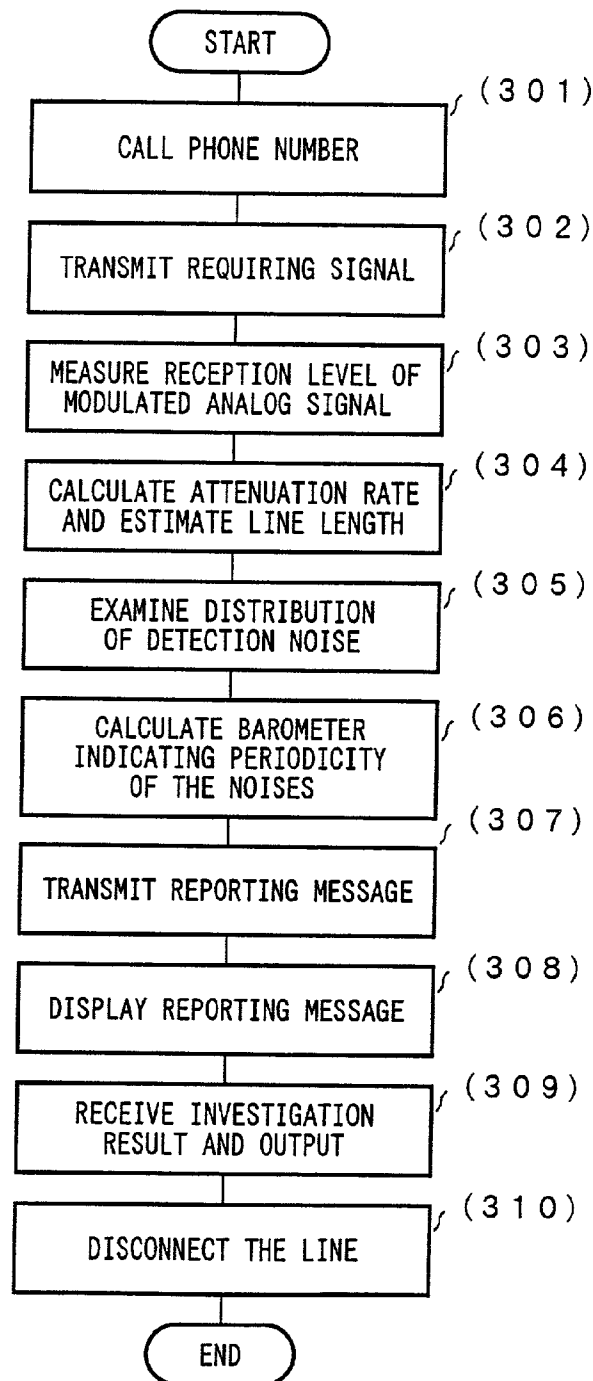 START
(301)
CALL PHONE NUMBER
(302)
TRANSMIT REQUIRING SIGNAL
(303)
MEASURE RECEPTION LEVEL OF
MODULATED ANALOG SIGNAL
(304)
CALCULATE ATTENUATION RATE
AND ESTIMATE LINE LENGTH
(305)
EXAMINE DISTRIBUTION
OF DETECTION NOISE
(306)
CALCULATE BAROMETER
INDICATING PERIODICITY
OF THE NOISES
(307)
TRANSMIT REPORTING MESSAGE
(308)
DISPLAY REPORTING MESSAGE
(309)
RECEIVE INVESTIGATION
RESULT AND OUTPUT
(310)
DISCONNECT THE LINE
END